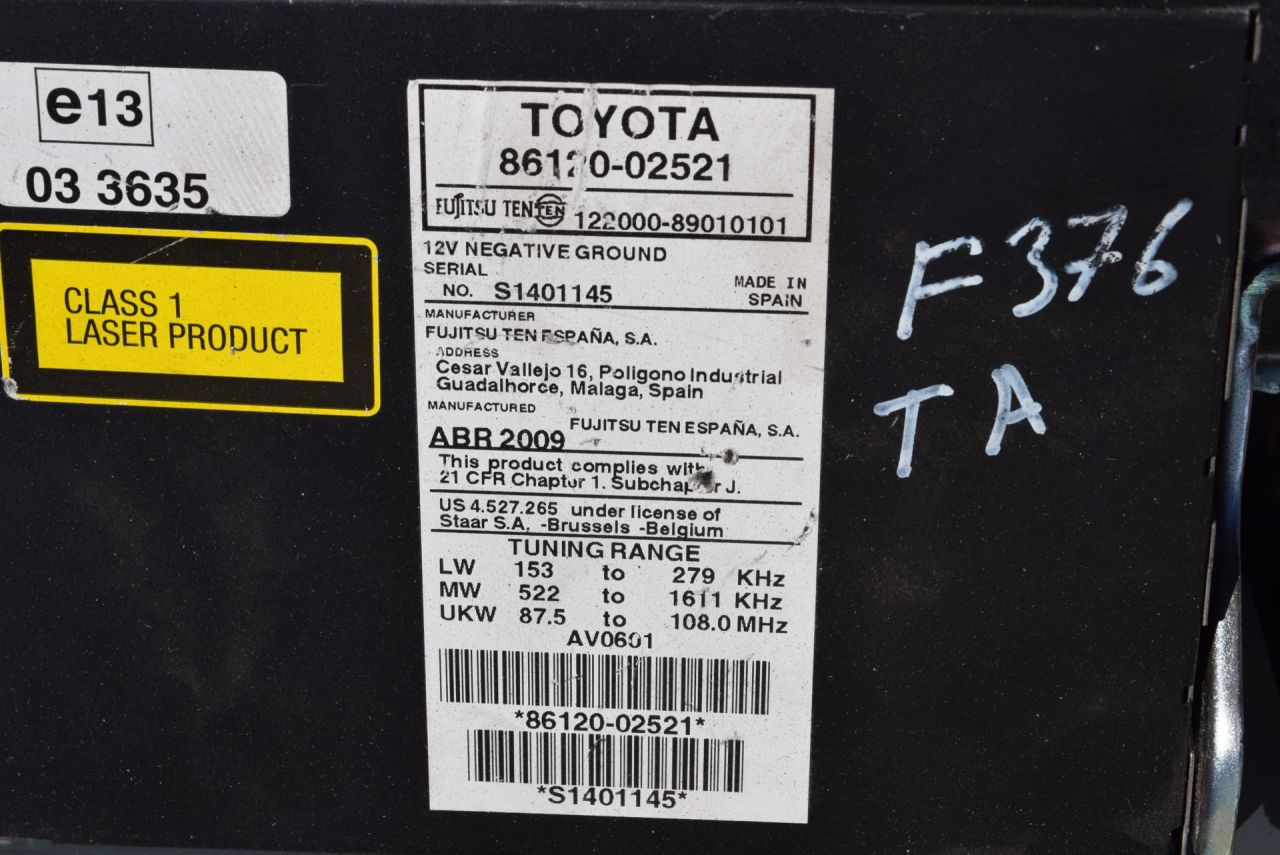 e13
03 3635
CLASS 1
LASER PRODUCT
TOYOTA
86120-02521
FUJITSU TEN TEN 122000-89010101
12V NEGATIVE GROUND
SERIAL
NO. S1401145
MADE IN
SPAIN
MANUFACTURER
FUJITSU TEN ESPAÑA, S.A.
ADDRESS
Cesar Vallejo 16, Poligono Industrial
Guadalhorce, Malaga, Spain
MANUFACTURED
FUJITSU TEN ESPAÑA, S.A.
ABR 2009
This product complies with
21 CFR Chapter 1. Subchapter J.
US 4.527.265 under license of
Staar S.A. -Brussels -Belgium
TUNING RANGE
LW 153 to 279 KHz
MW 522 to 1611 KHz
UKW 87.5 to 108.0 MHz
AV0601
*86120-02521*
*S1401145*
F376
TA